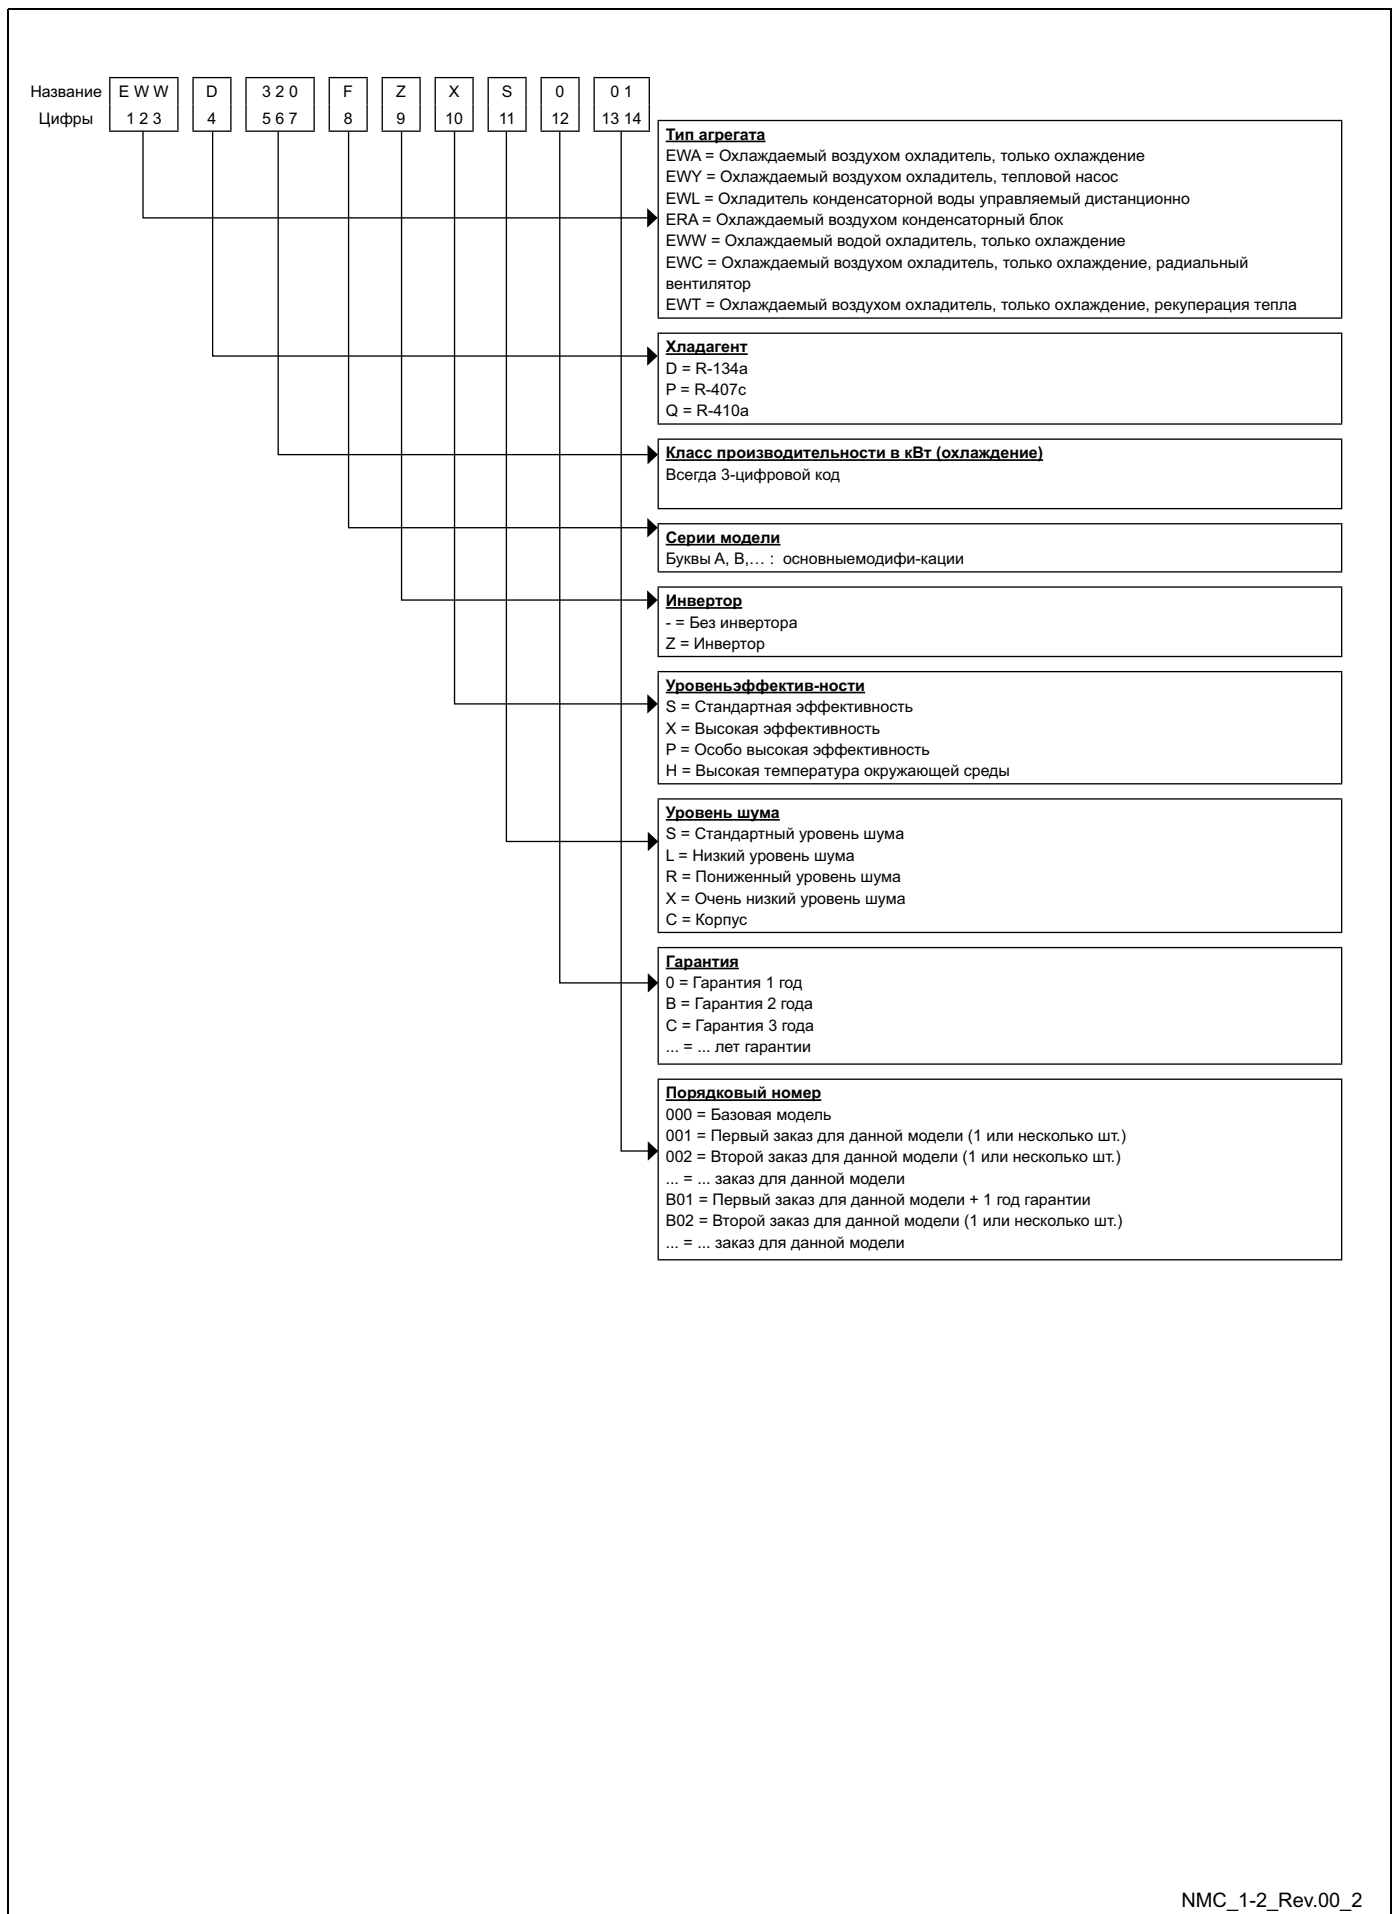 Название E W W D 3 2 0 F Z X S 0 0 1
Цифры 1 2 3 4 5 6 7 8 9 10 11 12 13 14
Тип агрегата
EWA = Охлаждаемый воздухом охладитель, только охлаждение
EWY = Охлаждаемый воздухом охладитель, тепловой насос
EWL = Охладитель конденсаторной воды управляемый дистанционно
ERA = Охлаждаемый воздухом конденсаторный блок
EWW = Охлаждаемый водой охладитель, только охлаждение
EWC = Охлаждаемый воздухом охладитель, только охлаждение, радиальный
вентилятор
EWT = Охлаждаемый воздухом охладитель, только охлаждение, рекуперация тепла
Хладагент
D = R-134a
P = R-407c
Q = R-410a
Класс производительности в кВт (охлаждение)
Всегда 3-цифровой код
Серии модели
Буквы A, B,… : основныемодифи-кации
Инвертор
- = Без инвертора
Z = Инвертор
Уровеньэффектив-ности
S = Стандартная эффективность
X = Высокая эффективность
P = Особо высокая эффективность
H = Высокая температура окружающей среды
Уровень шума
S = Стандартный уровень шума
L = Низкий уровень шума
R = Пониженный уровень шума
X = Очень низкий уровень шума
C = Корпус
Гарантия
0 = Гарантия 1 год
B = Гарантия 2 года
C = Гарантия 3 года
... = ... лет гарантии
Порядковый номер
000 = Базовая модель
001 = Первый заказ для данной модели (1 или несколько шт.)
002 = Второй заказ для данной модели (1 или несколько шт.)
... = ... заказ для данной модели
B01 = Первый заказ для данной модели + 1 год гарантии
B02 = Второй заказ для данной модели (1 или несколько шт.)
... = ... заказ для данной модели
NMC_1-2_Rev.00_2